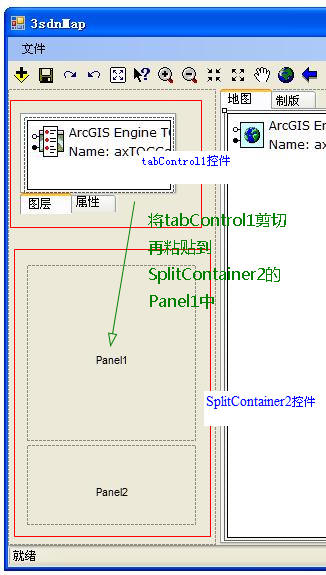 3sdnMap
文件
地图 制版
ArcGIS Engine T
Name: axTOCCo
ArcGIS En
Name: ax
tabControl1控件
图层 属性
将tabControl1剪切
再粘贴到
SplitContainer2的
Panel1中
Panel1
SplitContainer2控件
Panel2
就绪